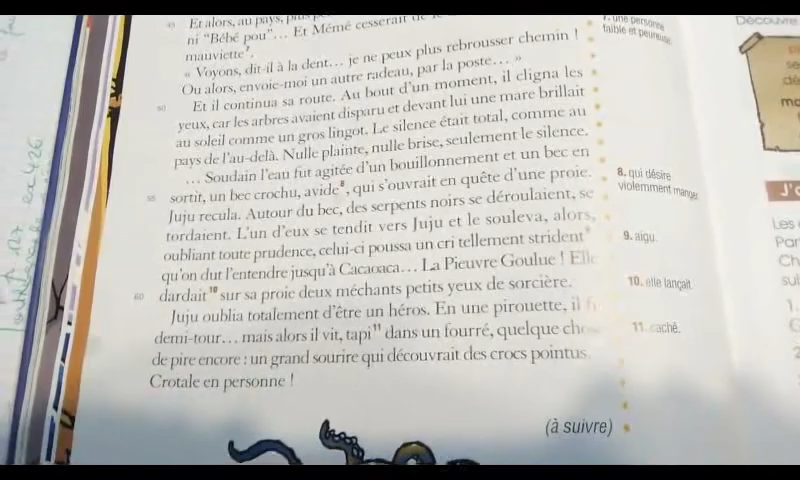 45 Et alors, au pays, plus
ni "Bébé pou"... Et Mémé cesserait de
mauviette⁷.
« Voyons, dit-il à la dent... je ne peux plus rebrousser chemin !
Ou alors, envoie-moi un autre radeau, par la poste... »
50 Et il continua sa route. Au bout d'un moment, il cligna les
yeux, car les arbres avaient disparu et devant lui une mare brillait
au soleil comme un gros lingot. Le silence était total, comme au
pays de l'au-delà. Nulle plainte, nulle brise, seulement le silence.
... Soudain l'eau fut agitée d'un bouillonnement et un bec en
55 sortit, un bec crochu, avide⁸, qui s'ouvrait en quête d'une proie.
Juju recula. Autour du bec, des serpents noirs se déroulaient, se
tordaient. L'un d'eux se tendit vers Juju et le souleva, alors,
oubliant toute prudence, celui-ci poussa un cri tellement strident⁹
qu'on dut l'entendre jusqu'à Cacaoaca... La Pieuvre Goulue ! Elle
60 dardait¹⁰ sur sa proie deux méchants petits yeux de sorcière.
Juju oublia totalement d'être un héros. En une pirouette, il
demi-tour... mais alors il vit, tapi¹¹ dans un fourré, quelque
de pire encore : un grand sourire qui découvrait des crocs pointus.
Crotale en personne !
(à suivre)
7. une personne
faible et peureuse
8. qui désire
violemment manger
9. aigu.
10. elle lançait.
11. caché.
Découvre
J'
Les
Par
Ch